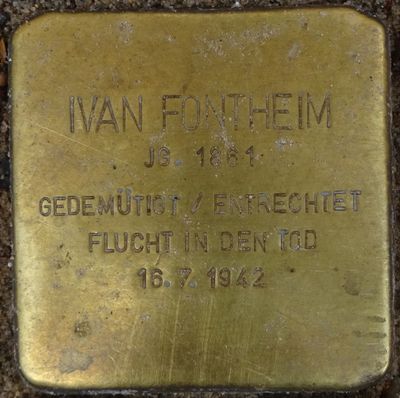 IVAN FONTHEIM
JG. 1861
GEDEMÜTIGT / ENTRECHTET
FLUCHT IN DEN TOD
16.7.1942